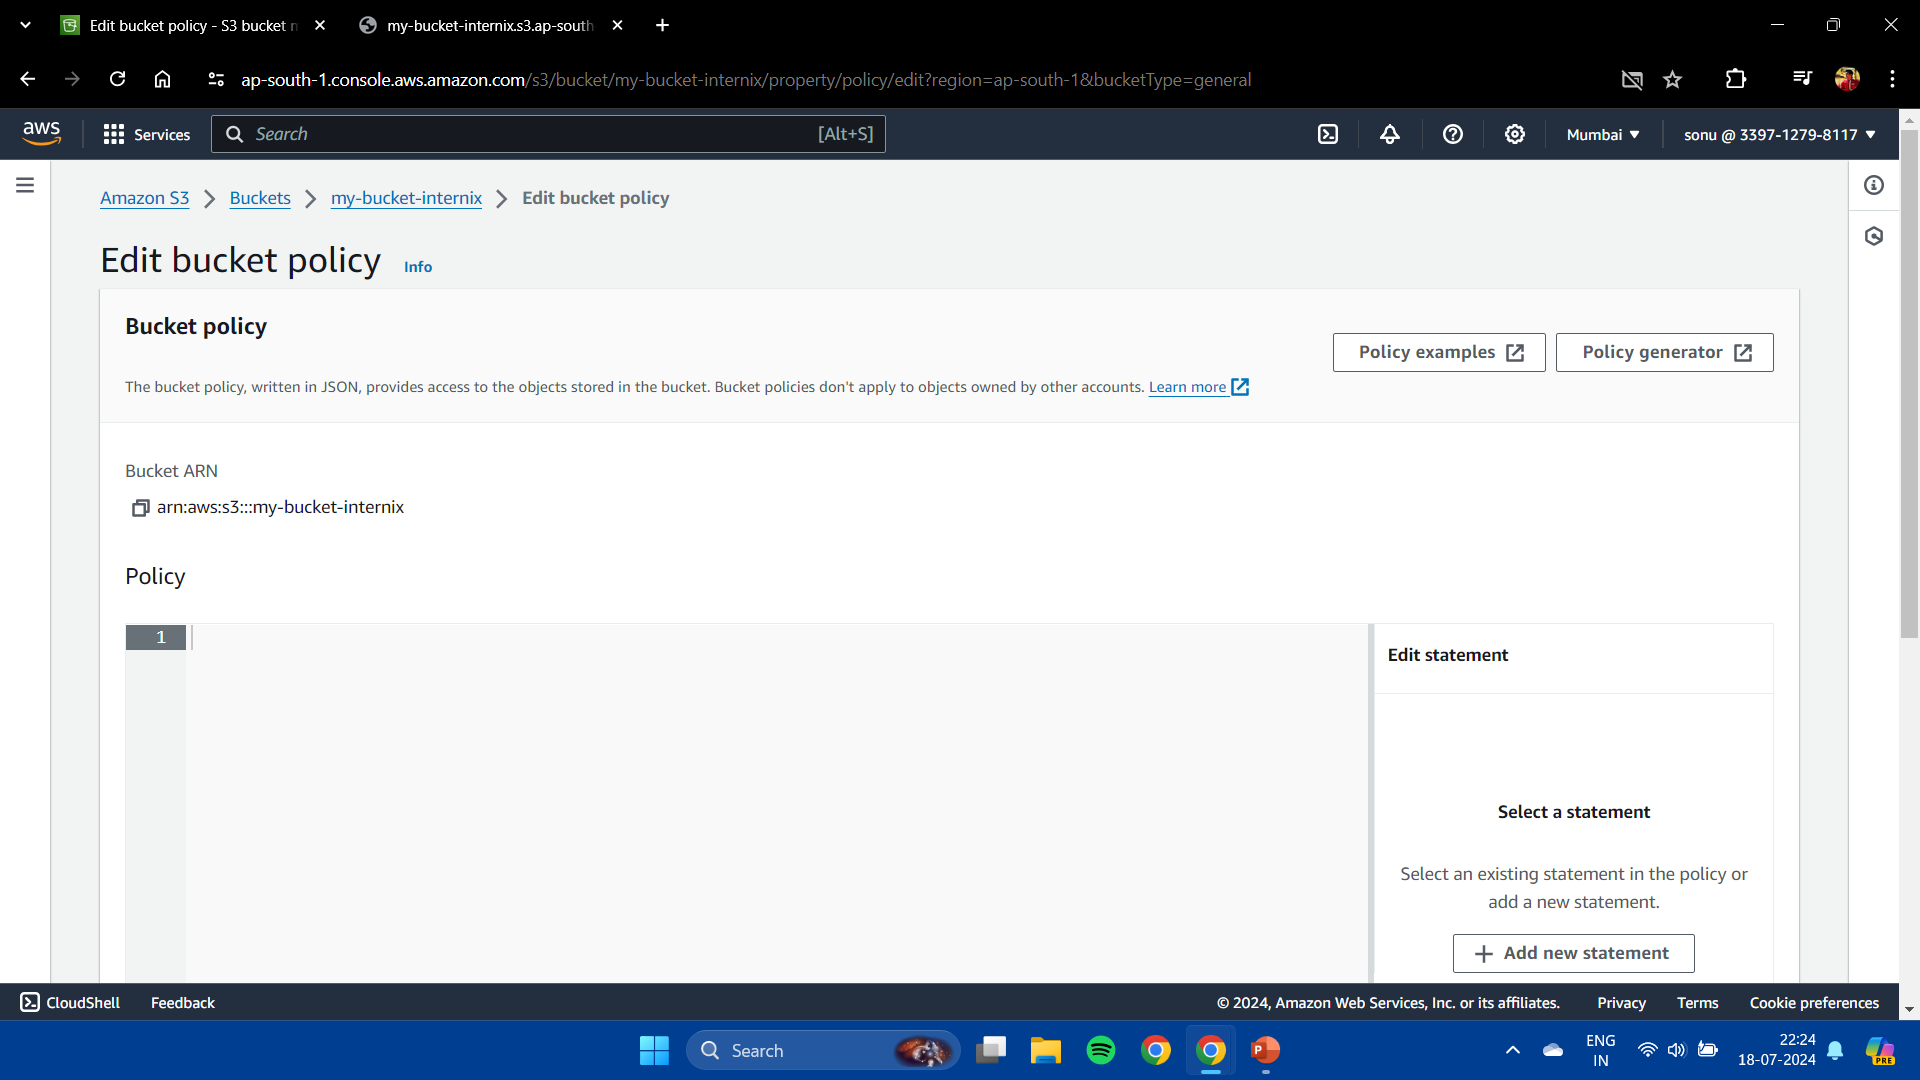 Edit bucket policy - S3 bucket m
my-bucket-internix.s3.ap-south
ap-south-1.console.aws.amazon.com/s3/bucket/my-bucket-internix/property/policy/edit?region=ap-south-1&bucketType=general
aws
Services
Search
[Alt+S]
Mumbai
sonu @ 3397-1279-8117
Amazon S3
Buckets
my-bucket-internix
Edit bucket policy
Edit bucket policy
Info
Bucket policy
Policy examples
Policy generator
The bucket policy, written in JSON, provides access to the objects stored in the bucket. Bucket policies don't apply to objects owned by other accounts. Learn more
Bucket ARN
arn:aws:s3:::my-bucket-internix
Policy
1
Edit statement
Select a statement
Select an existing statement in the policy or
add a new statement.
Add new statement
CloudShell
Feedback
© 2024, Amazon Web Services, Inc. or its affiliates.
Privacy
Terms
Cookie preferences
Search
P
ENG
IN
22:24
18-07-2024
PRE